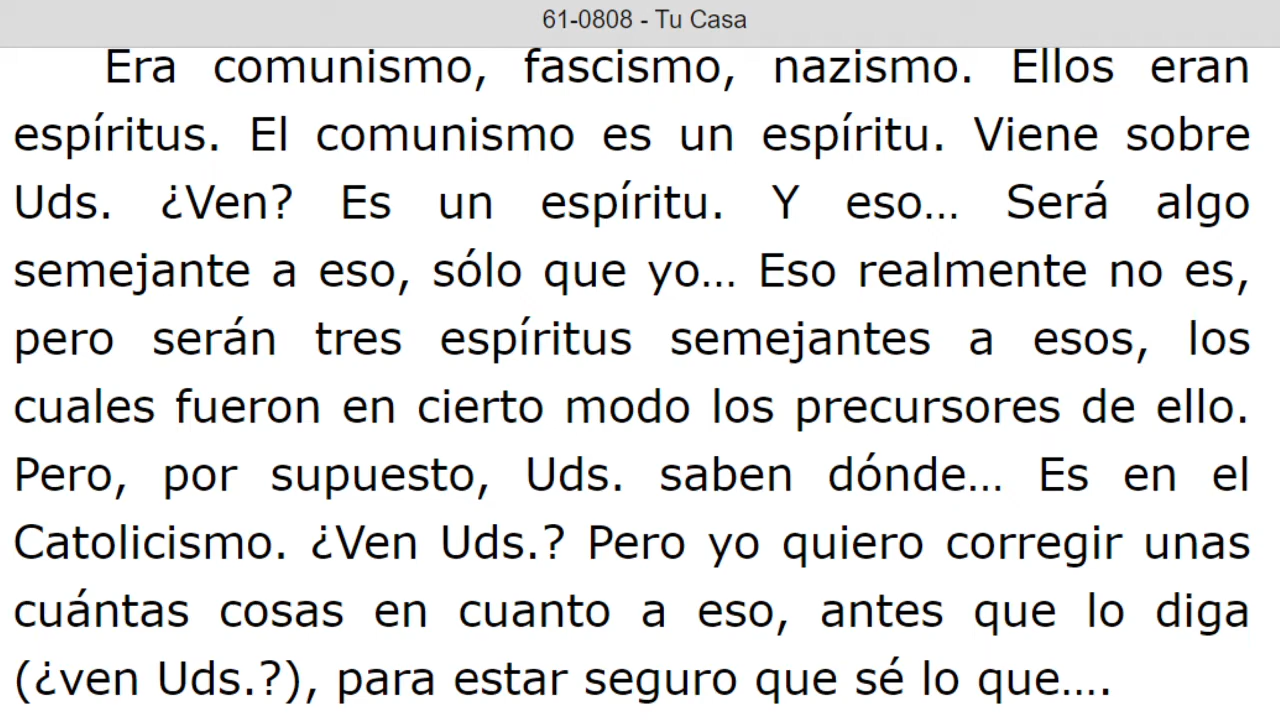 61-0808 - Tu Casa
Era comunismo, fascismo, nazismo. Ellos eran
espíritus. El comunismo es un espíritu. Viene sobre
Uds. ¿Ven? Es un espíritu. Y eso… Será algo
semejante a eso, sólo que yo… Eso realmente no es,
pero serán tres espíritus semejantes a esos, los
cuales fueron en cierto modo los precursores de ello.
Pero, por supuesto, Uds. saben dónde… Es en el
Catolicismo. ¿Ven Uds.? Pero yo quiero corregir unas
cuántas cosas en cuanto a eso, antes que lo diga
(¿ven Uds.?), para estar seguro que sé lo que….